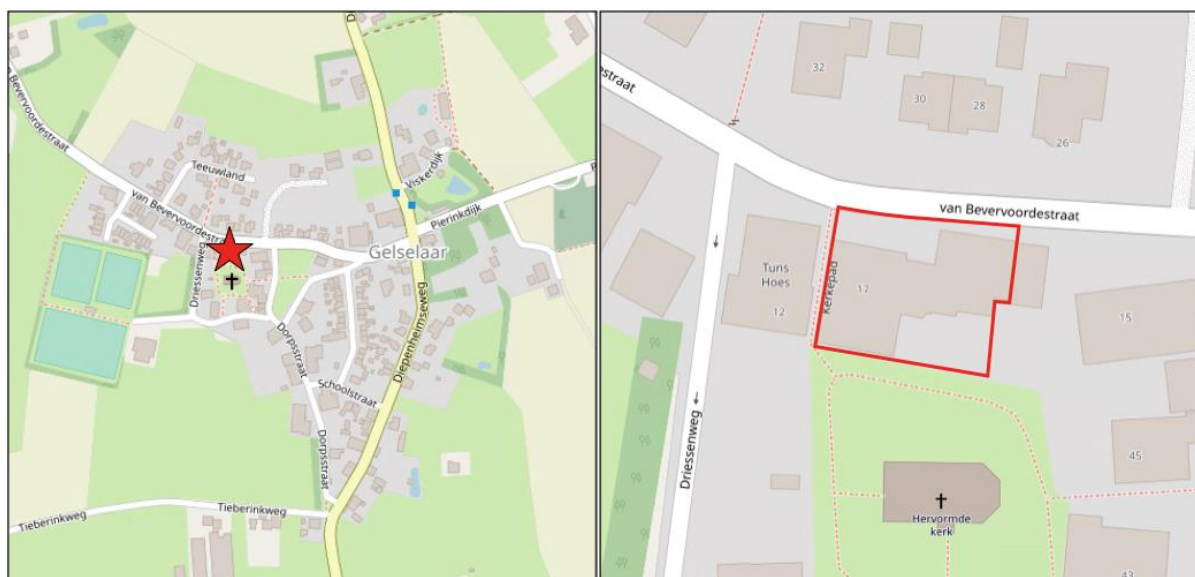 n Bevervoordestraat
Teeuwland
van Bevervoordestraat
Driessenweg
Viskerdijk
Pierinkdijk
Gelselaar
Dorpsstraat
Diepenheimseweg
Schoolstraat
Dorpsstraat
Tieberinkweg
Tieberinkweg
estraat
32
30
28
26
van Bevervoordestraat
Tuns
Hoes
12
Kerkepad
17
15
Driessenweg
45
Hervormde
kerk
43